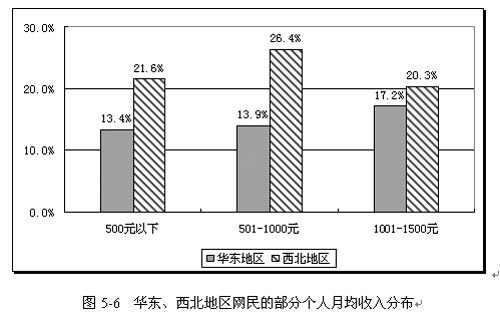 30.0%
26.4%
21.6%
20.3%
20.0%
17.2%
13.4%
13.9%
10.0%
0.0%
500元以下
501-1000元
1001-1500元
华东地区
西北地区
图 5-6 华东、西北地区网民的部分个人月均收入分布